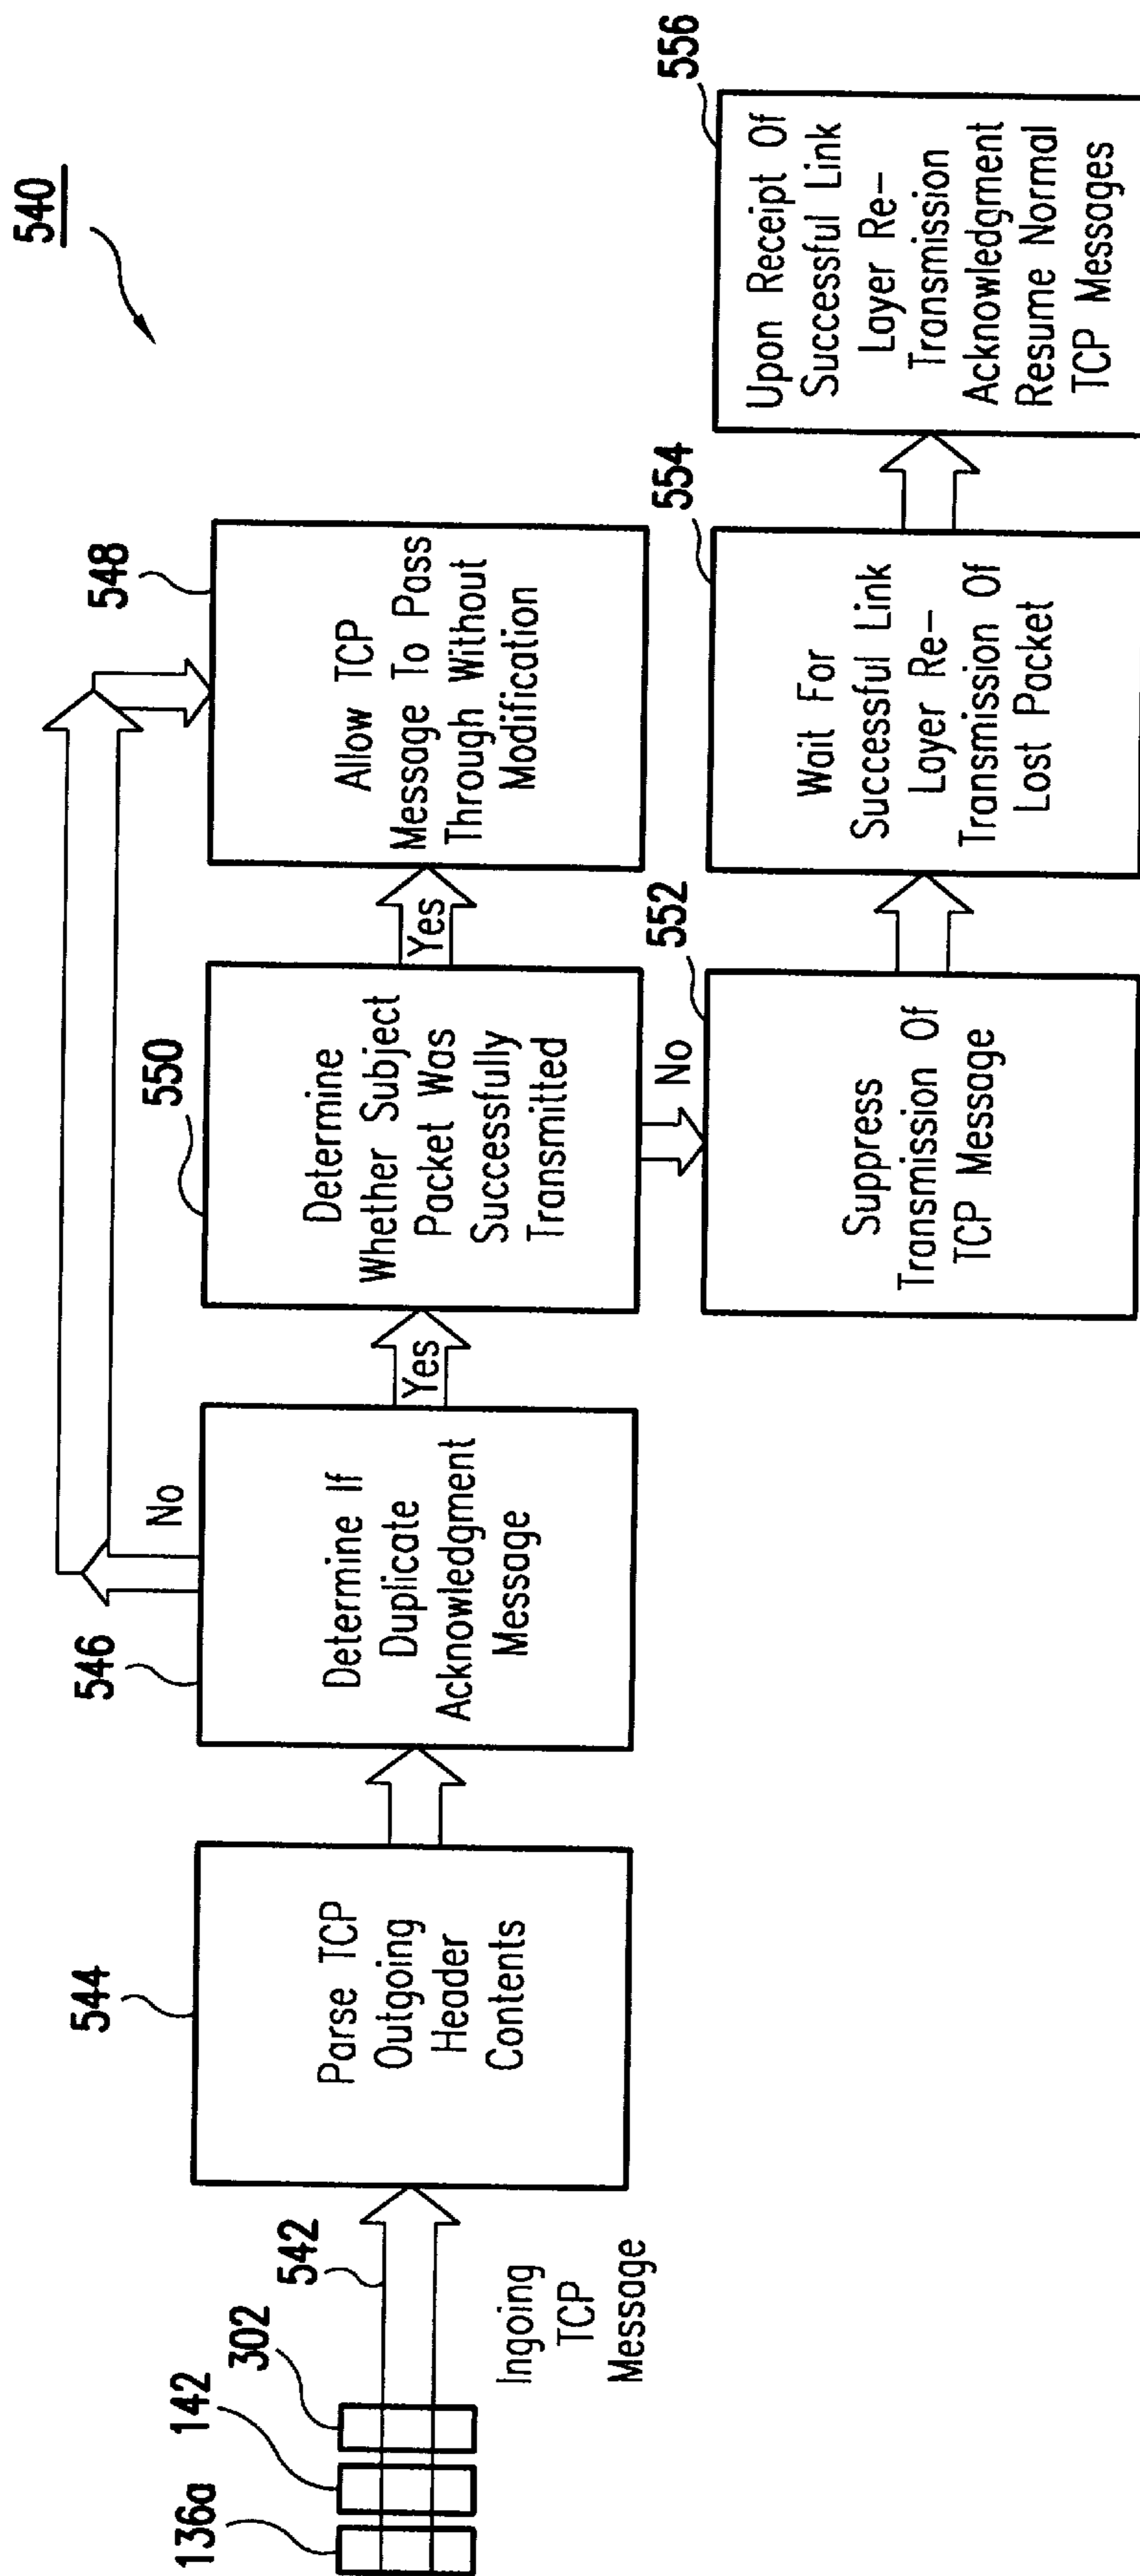 540
136a
142
302
542
Ingoing
TCP
Message
544
Parse TCP
Outgoing
Header
Contents
546
Determine If
Duplicate
Acknowledgment
Message
No
Yes
550
Determine
Whether Subject
Packet Was
Successfully
Transmitted
Yes
548
Allow TCP
Message To Pass
Through Without
Modification
No
552
Suppress
Transmission Of
TCP Message
554
Wait For
Successful Link
Layer Re-
Transmission Of
Lost Packet
556
Upon Receipt Of
Successful Link
Layer Re-
Transmission
Acknowledgment
Resume Normal
TCP Messages